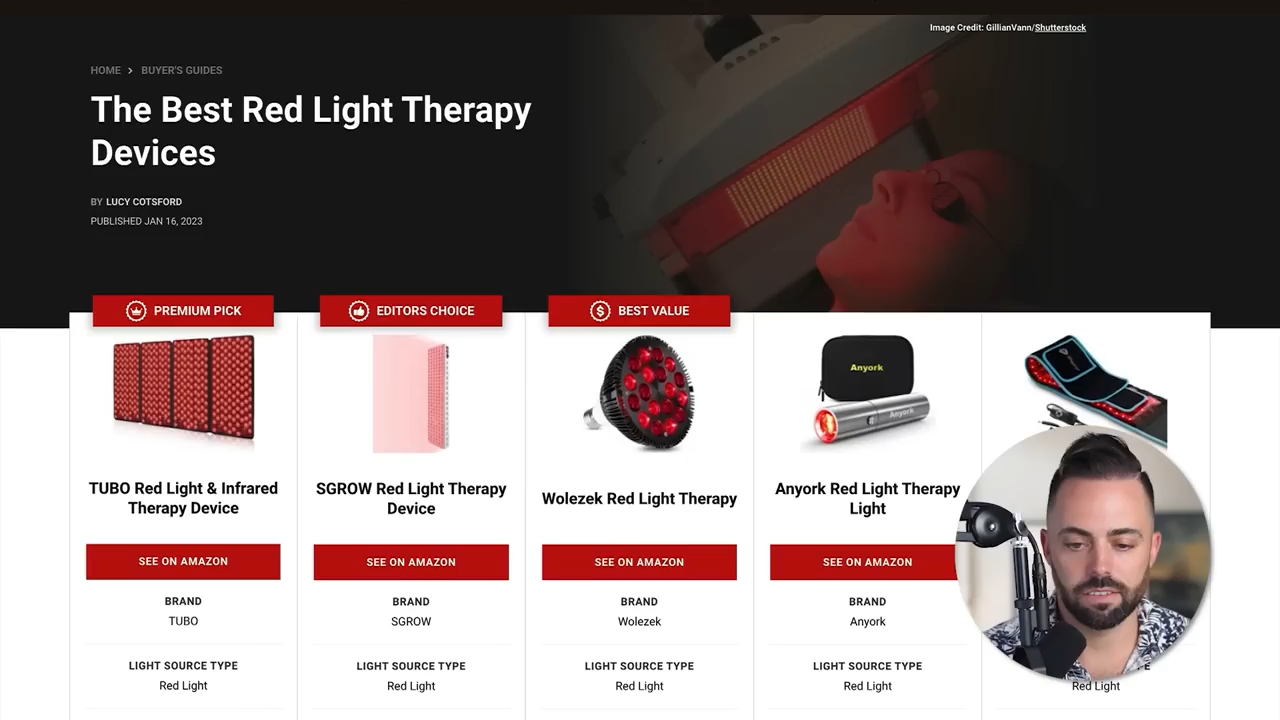 Image Credit: GillianVann/Shutterstock
HOME > BUYER'S GUIDES
The Best Red Light Therapy
Devices
BY LUCY COTSFORD
PUBLISHED JAN 16, 2023
PREMIUM PICK
EDITORS CHOICE
BEST VALUE
Anyork
Anyork
TUBO Red Light & Infrared
Therapy Device
SGROW Red Light Therapy
Device
Wolezek Red Light Therapy
Anyork Red Light Therapy
Light
SEE ON AMAZON
SEE ON AMAZON
SEE ON AMAZON
SEE ON AMAZON
BRAND
TUBO
BRAND
SGROW
BRAND
Wolezek
BRAND
Anyork
LIGHT SOURCE TYPE
Red Light
LIGHT SOURCE TYPE
Red Light
LIGHT SOURCE TYPE
Red Light
LIGHT SOURCE TYPE
Red Light
Red Light